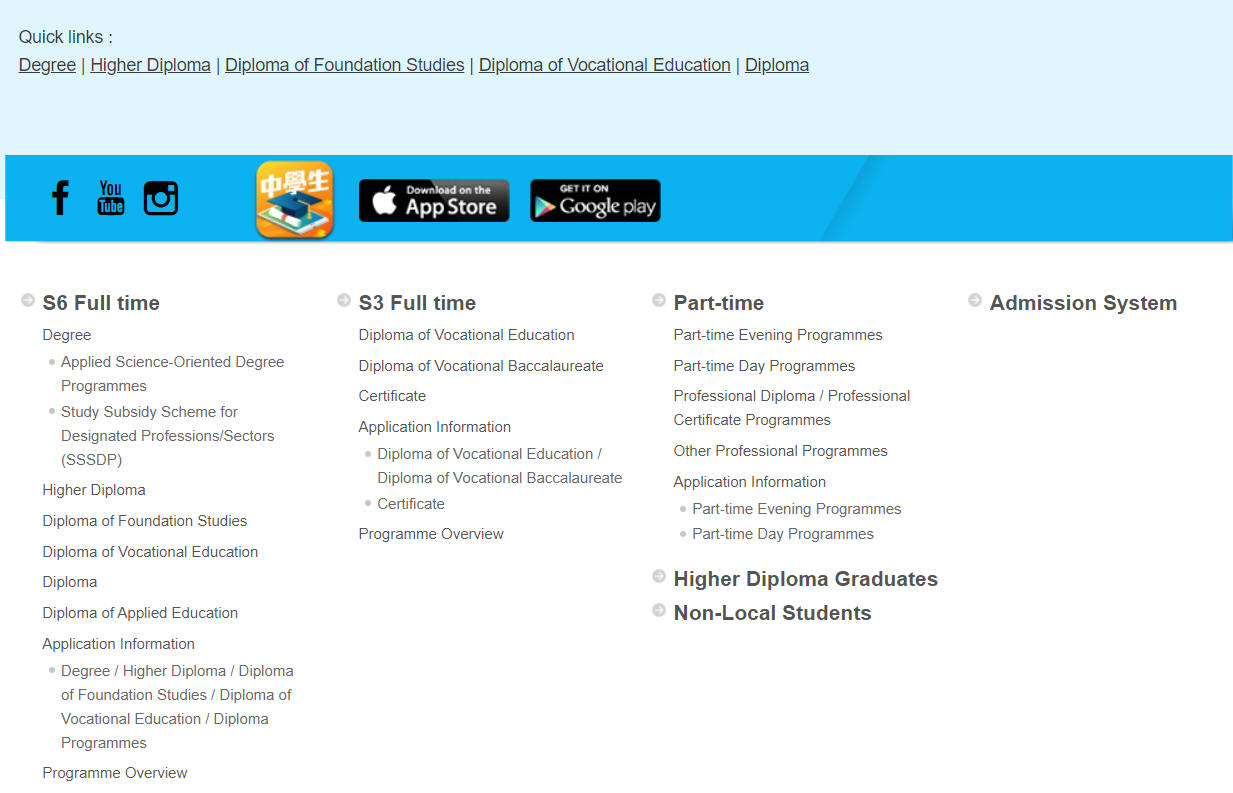 Quick links :
Degree | Higher Diploma | Diploma of Foundation Studies | Diploma of Vocational Education | Diploma
You
Tube
中學生
Download on the
App Store
GET IT ON
Google play
S6 Full time
Degree
Applied Science-Oriented Degree
Programmes
Study Subsidy Scheme for
Designated Professions/Sectors
(SSSDP)
Higher Diploma
Diploma of Foundation Studies
Diploma of Vocational Education
Diploma
Diploma of Applied Education
Application Information
Degree / Higher Diploma / Diploma
of Foundation Studies / Diploma of
Vocational Education / Diploma
Programmes
Programme Overview
S3 Full time
Diploma of Vocational Education
Diploma of Vocational Baccalaureate
Certificate
Application Information
Diploma of Vocational Education /
Diploma of Vocational Baccalaureate
Certificate
Programme Overview
Part-time
Part-time Evening Programmes
Part-time Day Programmes
Professional Diploma / Professional
Certificate Programmes
Other Professional Programmes
Application Information
Part-time Evening Programmes
Part-time Day Programmes
Higher Diploma Graduates
Non-Local Students
Admission System